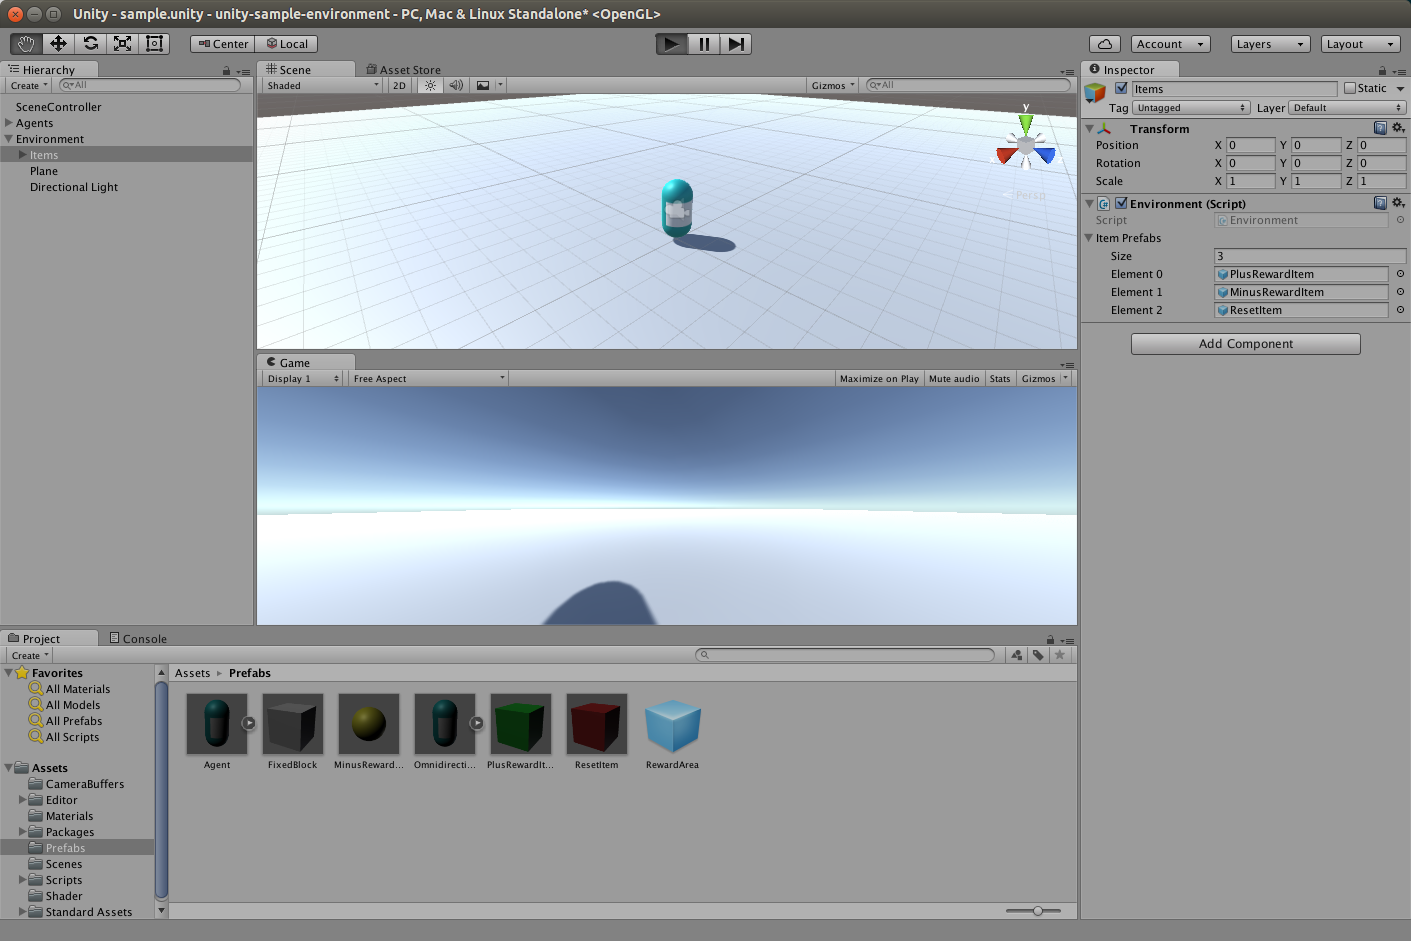 Unity - sample.unity - unity-sample-environment - PC, Mac & Linux Standalone* <OpenGL>
Center Local
Account Layers Layout
Hierarchy
Create All
SceneController
Agents
Environment
Items
Plane
Directional Light
Scene Asset Store
Shaded 2D Gizmos All
y
Persp
Game
Display 1 Free Aspect Maximize on Play Mute audio Stats Gizmos
Inspector
Items Static
Tag Untagged Layer Default
Transform
Position X 0 Y 0 Z 0
Rotation X 0 Y 0 Z 0
Scale X 1 Y 1 Z 1
Environment (Script)
Script Environment
Item Prefabs
Size 3
Element 0 PlusRewardItem
Element 1 MinusRewardItem
Element 2 ResetItem
Add Component
Project Console
Create
Favorites
All Materials
All Models
All Prefabs
All Scripts
Assets
CameraBuffers
Editor
Materials
Packages
Prefabs
Scenes
Scripts
Shader
Standard Assets
Assets Prefabs
Agent FixedBlock MinusReward... Omnidirecti... PlusRewardIt... ResetItem RewardArea